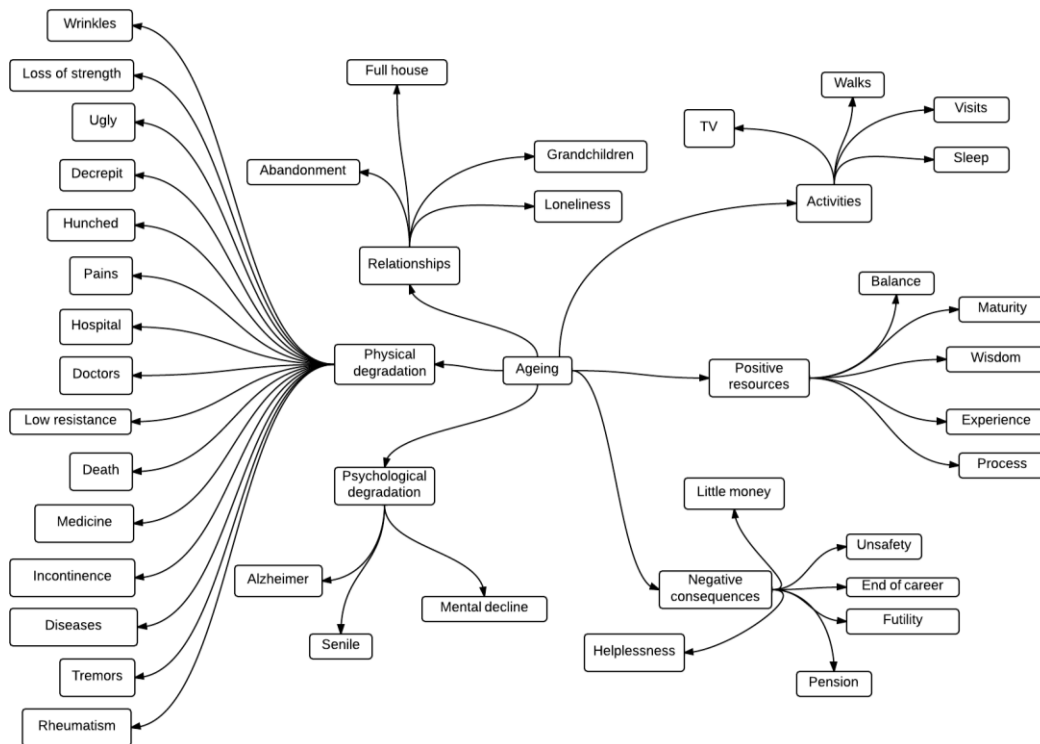 Wrinkles
Loss of strength
Ugly
Decrepit
Hunched
Pains
Hospital
Doctors
Low resistance
Death
Medicine
Incontinence
Diseases
Tremors
Rheumatism
Physical
degradation
Full house
Abandonment
Grandchildren
Loneliness
Relationships
Ageing
Psychological
degradation
Alzheimer
Senile
Mental decline
TV
Walks
Visits
Sleep
Activities
Balance
Maturity
Wisdom
Experience
Process
Positive
resources
Little money
Unsafety
End of career
Futility
Pension
Helplessness
Negative
consequences